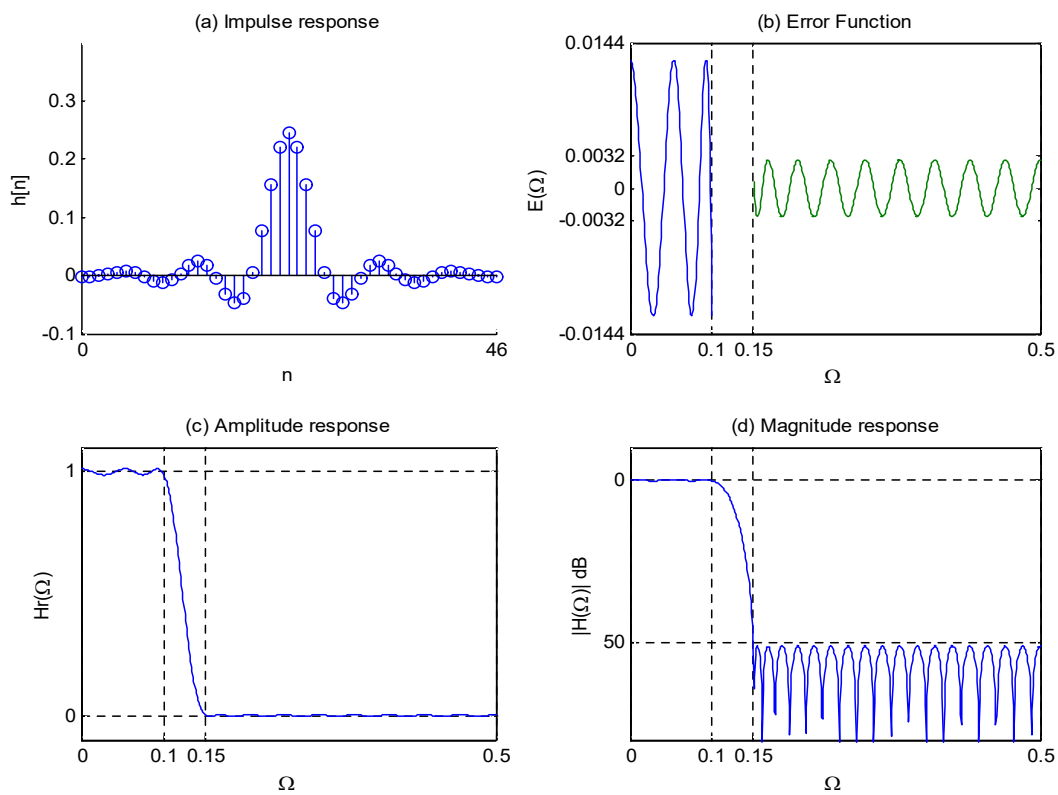 (a) Impulse response
h[n]
0.3
0.2
0.1
0
-0.1
0
46
n
(b) Error Function
E(Ω)
0.0144
0.0032
0
-0.0032
-0.0144
0
0.1
0.15
0.5
Ω
(c) Amplitude response
Hr(Ω)
1
0
0
0.1
0.15
0.5
Ω
(d) Magnitude response
|H(Ω)| dB
0
50
0
0.1
0.15
0.5
Ω